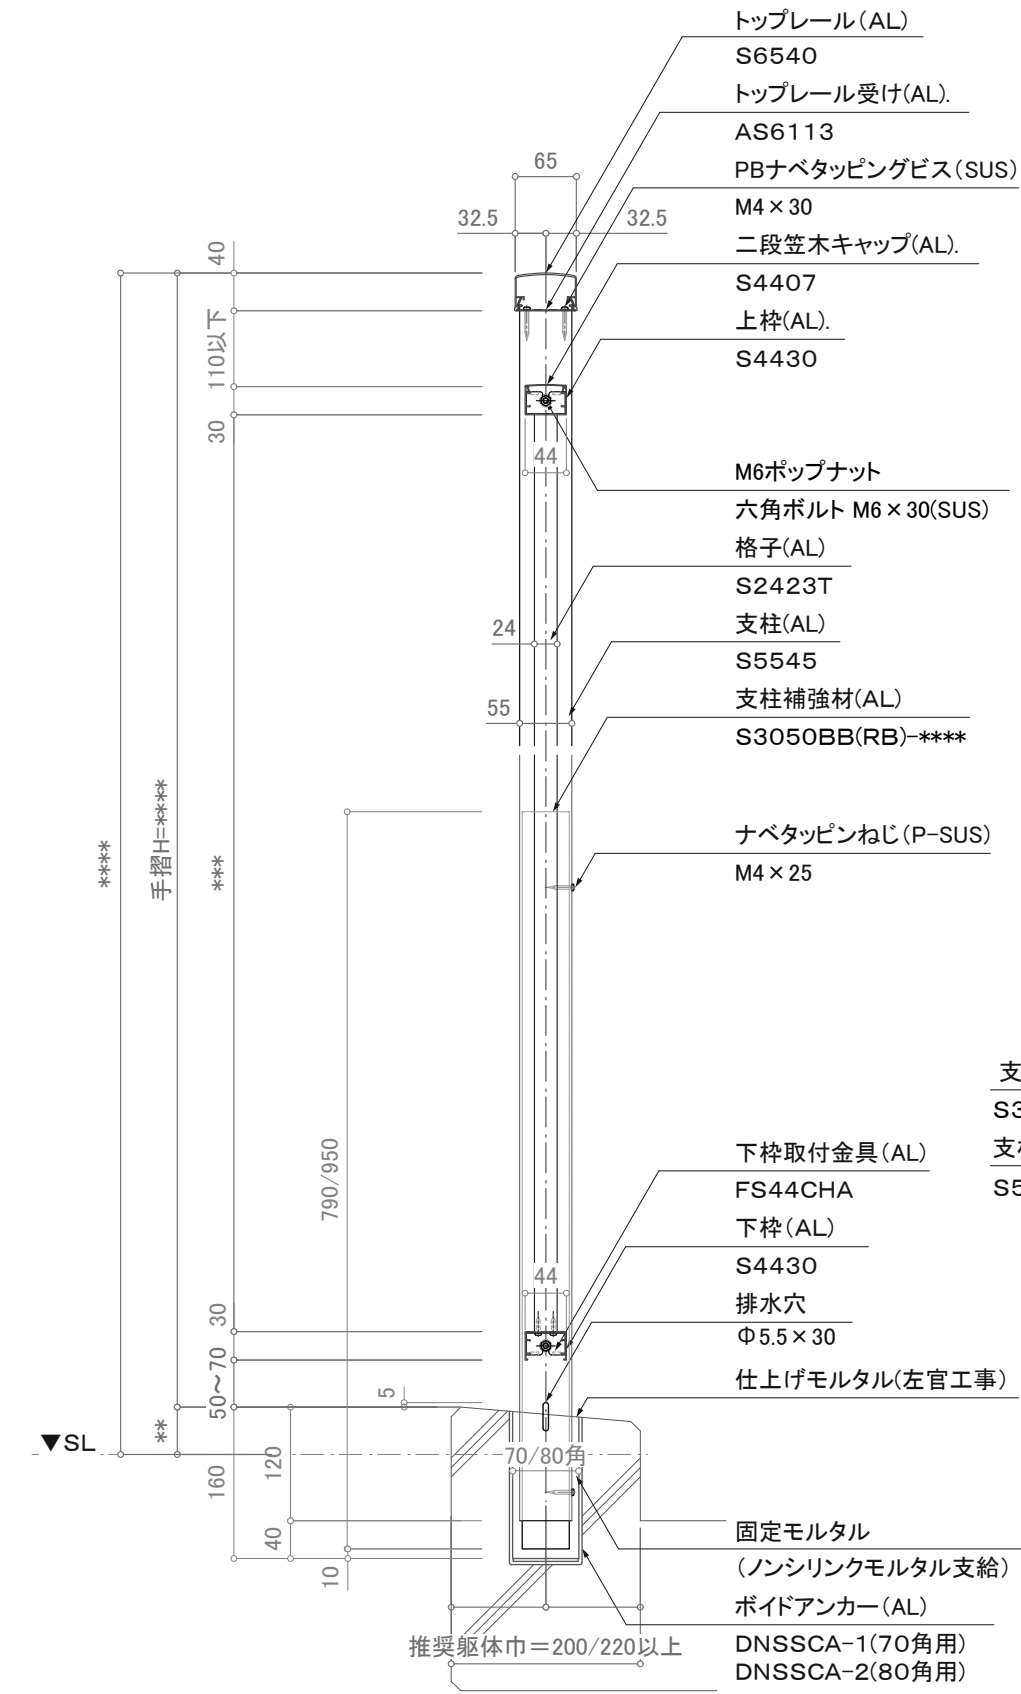 トップレール(AL)
S6540
トップレール受け(AL).
AS6113
PBナベタッピングビス(SUS)
M4×30
二段笠木キャップ(AL).
S4407
上枠(AL).
S4430
M6ポップナット
六角ボルト M6×30(SUS)
格子(AL)
S2423T
支柱(AL)
S5545
支柱補強材(AL)
S3050BB(RB)-****
ナベタッピンねじ(P-SUS)
M4×25
下枠取付金具(AL)
FS44CHA
下枠(AL)
S4430
排水穴
Φ5.5×30
仕上げモルタル(左官工事)
固定モルタル
(ノンシリンクモルタル支給)
ボイドアンカー(AL)
DNSSCA-1(70角用)
DNSSCA-2(80角用)
支
S3
S5
65
32.5
32.5
40
110以下
30
44
24
55
****
手摺H=****
***
790/950
44
30
50~70
5
**
▼SL
70/80角
160
120
40
10
推奨躯体巾=200/220以上